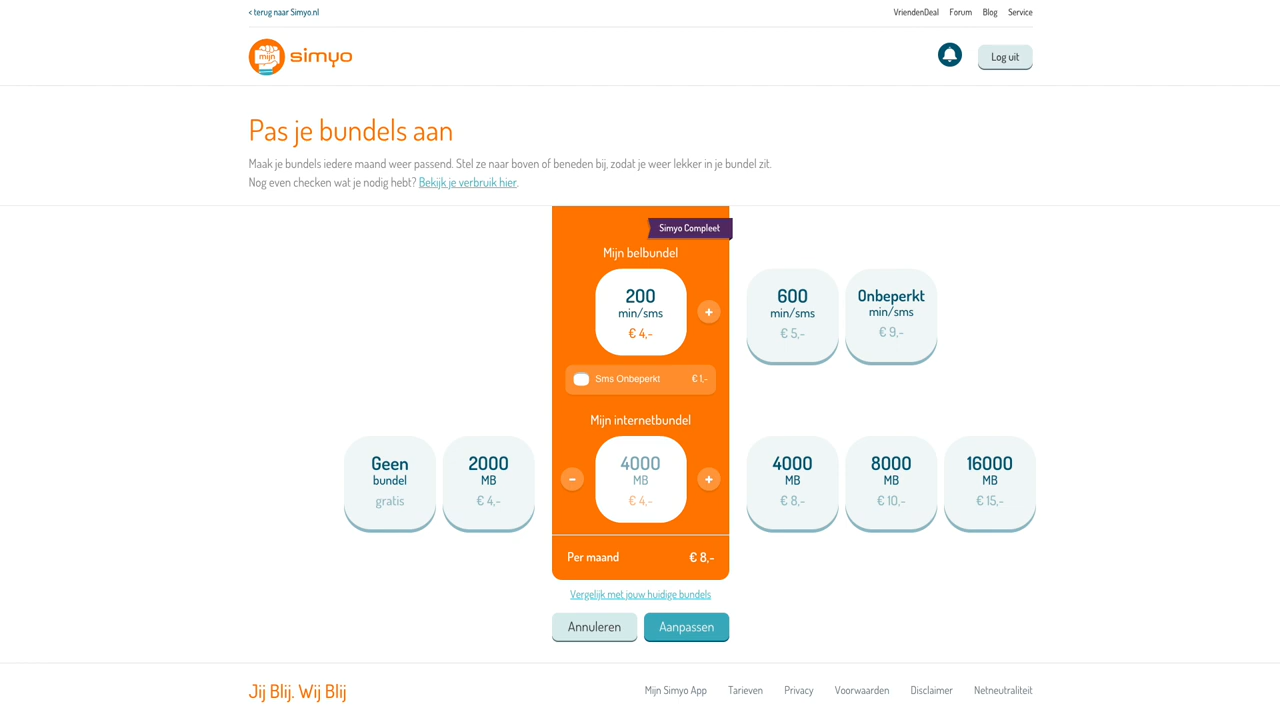 < terug naar Simyo.nl
VriendenDeal Forum Blog Service
mijn simyo
Log uit
Pas je bundels aan
Maak je bundels iedere maand weer passend. Stel ze naar boven of beneden bij, zodat je weer lekker in je bundel zit.
Nog even checken wat je nodig hebt? Bekijk je verbruik hier.
Simyo Compleet
Mijn belbundel
200
min/sms
€ 4,-
+
600
min/sms
€ 5,-
Onbeperkt
min/sms
€ 9,-
Sms Onbeperkt € 1,-
Mijn internetbundel
Geen
bundel
gratis
2000
MB
€ 4,-
-
4000
MB
€ 4,-
+
4000
MB
€ 8,-
8000
MB
€ 10,-
16000
MB
€ 15,-
Per maand € 8,-
Vergelijk met jouw huidige bundels
Annuleren Aanpassen
Jij Blij. Wij Blij
Mijn Simyo App Tarieven Privacy Voorwaarden Disclaimer Netneutraliteit